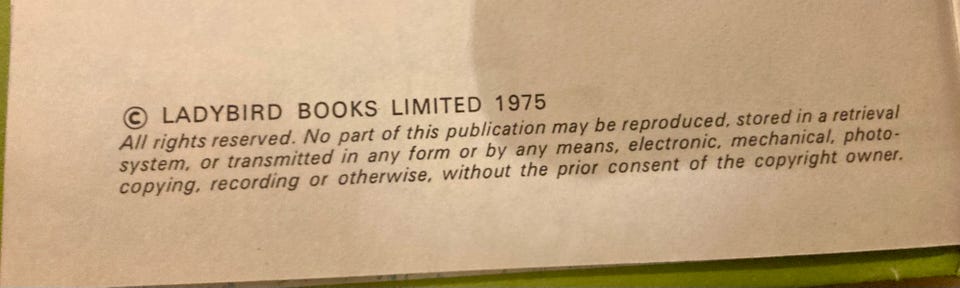 © LADYBIRD BOOKS LIMITED 1975
All rights reserved. No part of this publication may be reproduced, stored in a retrieval
system, or transmitted in any form or by any means, electronic, mechanical, photo-
copying, recording or otherwise, without the prior consent of the copyright owner.